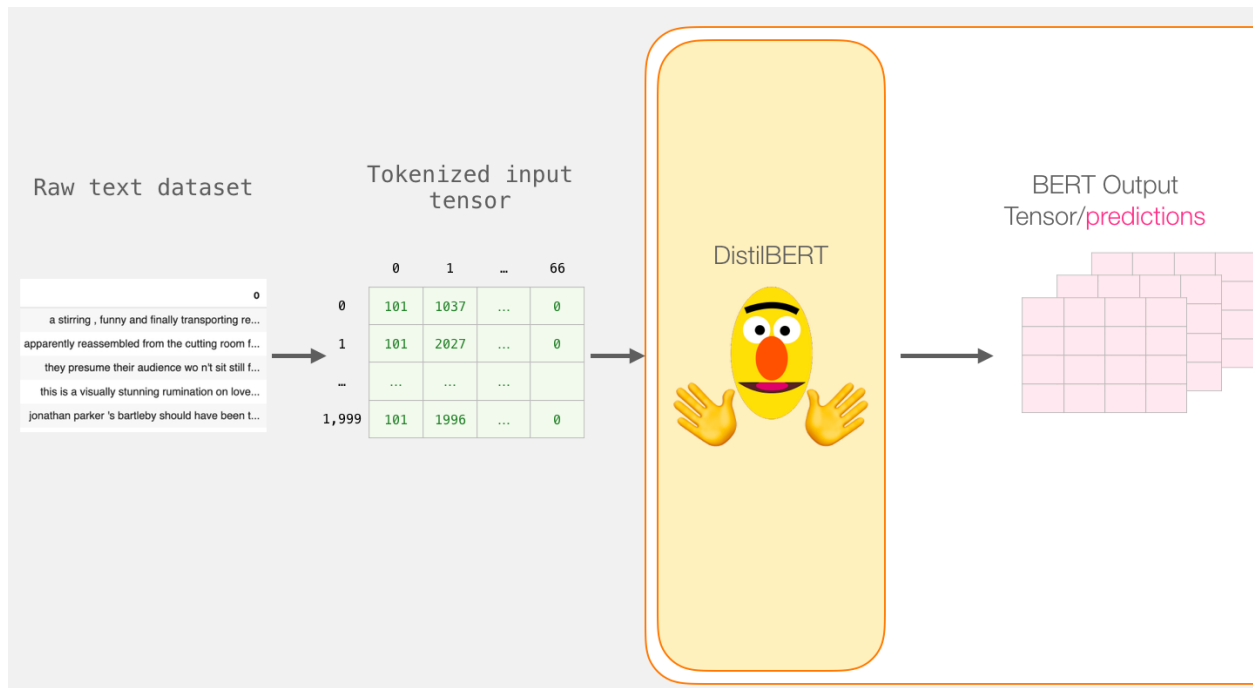 Raw text dataset
o
a stirring , funny and finally transporting re...
apparently reassembled from the cutting room f...
they presume their audience wo n't sit still f...
this is a visually stunning rumination on love...
jonathan parker 's bartleby should have been t...
Tokenized input
tensor
0 1 … 66
0 101 1037 … 0
1 101 2027 … 0
… … … …
1,999 101 1996 … 0
DistilBERT
BERT Output
Tensor/predictions